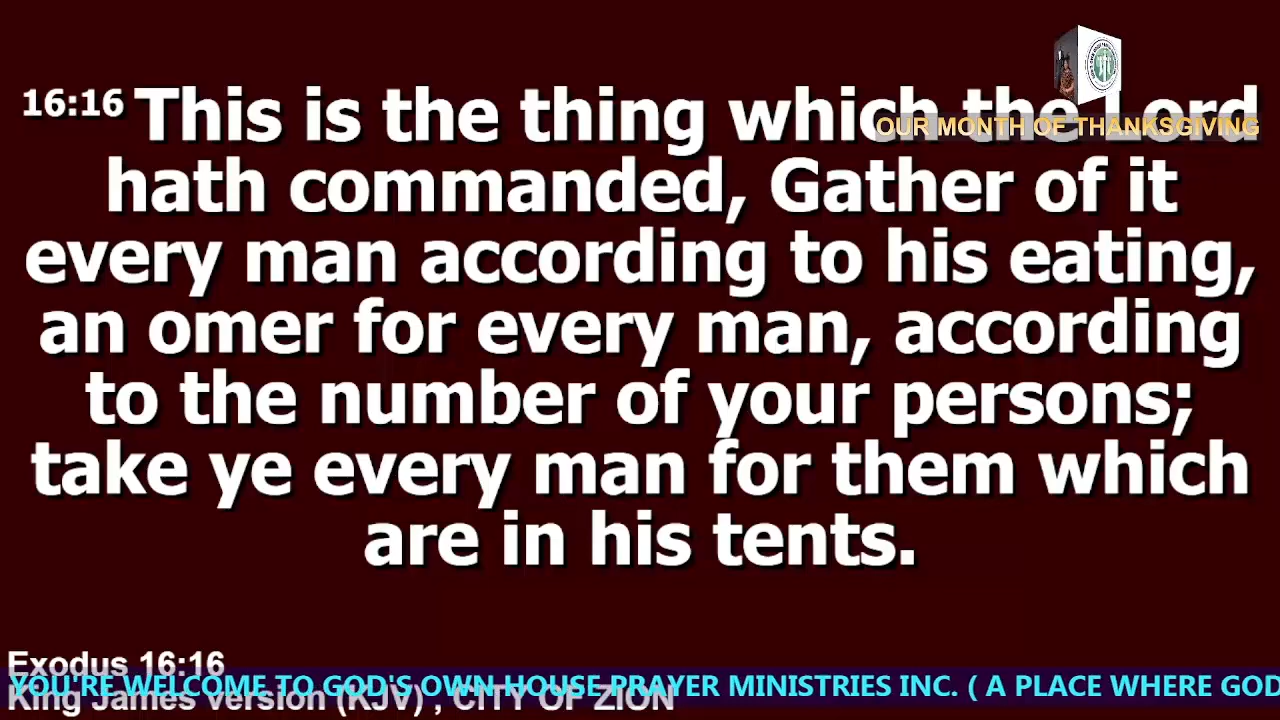 16:16 This is the thing which the Lord
OUR MONTH OF THANKSGIVING
hath commanded, Gather of it
every man according to his eating,
an omer for every man, according
to the number of your persons;
take ye every man for them which
are in his tents.
Exodus 16:16
YOU'RE WELCOME TO GOD'S OWN HOUSE PRAYER MINISTRIES INC. ( A PLACE WHERE GOD
King James version (KJV) , CITY OF ZION